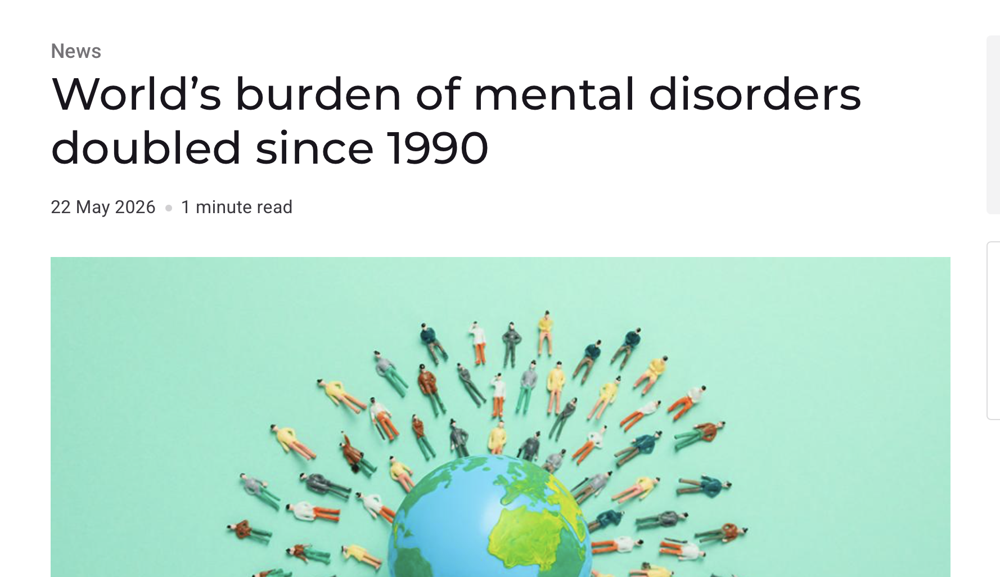 News
World’s burden of mental disorders
doubled since 1990
22 May 2026 • 1 minute read